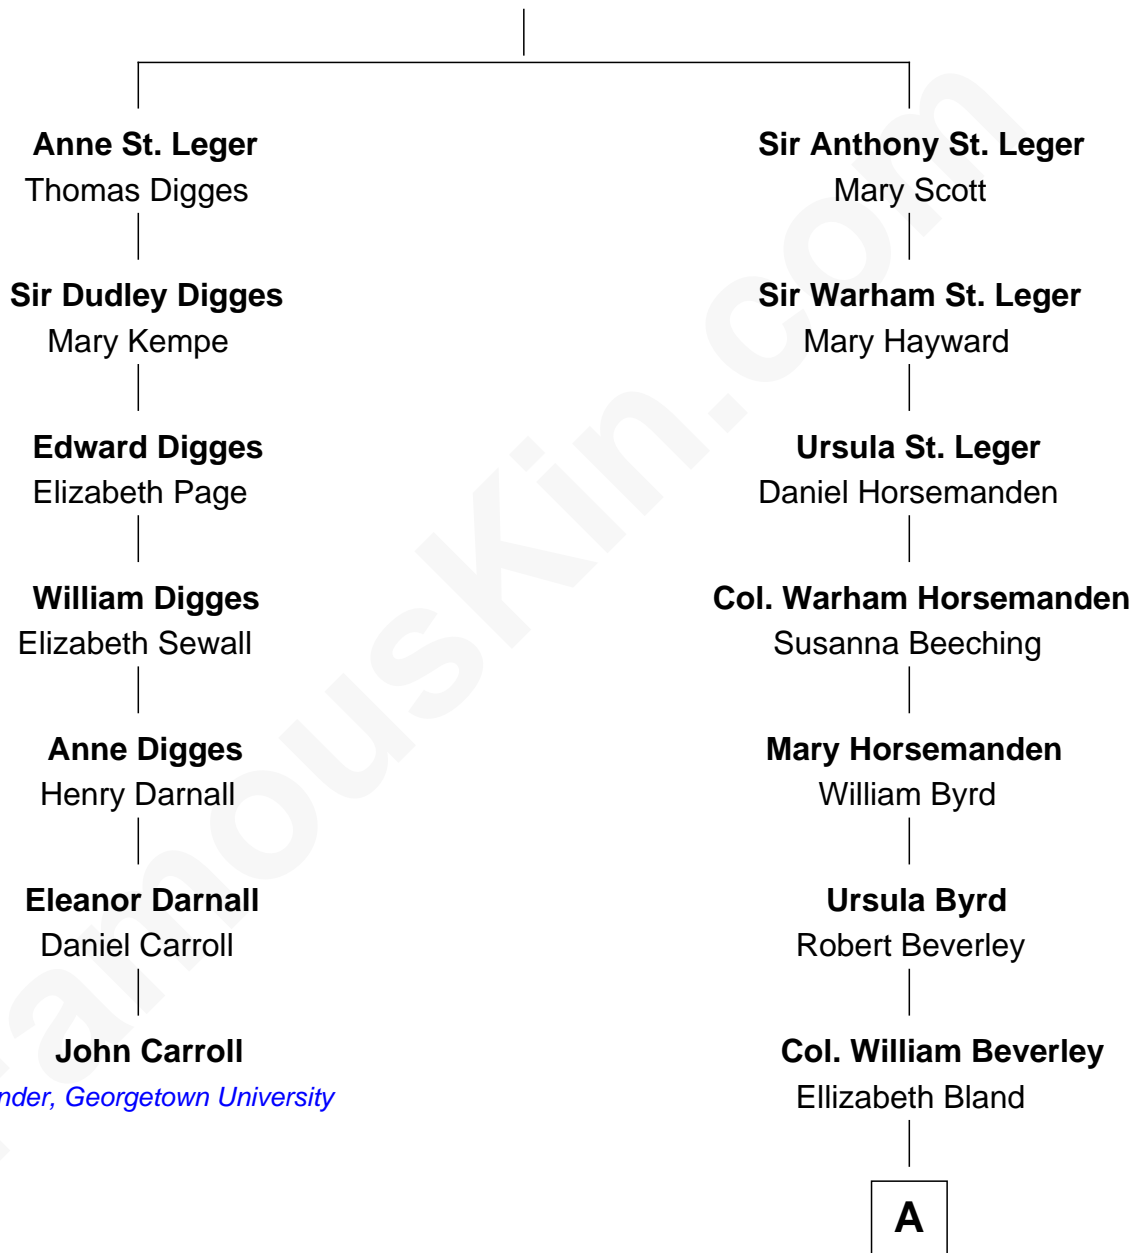 Anne St. Leger
Thomas Digges
Sir Dudley Digges
Mary Kempe
Edward Digges
Elizabeth Page
William Digges
Elizabeth Sewall
Anne Digges
Henry Darnall
Eleanor Darnall
Daniel Carroll
John Carroll
nder, Georgetown University
Sir Anthony St. Leger
Mary Scott
Sir Warham St. Leger
Mary Hayward
Ursula St. Leger
Daniel Horsemanden
Col. Warham Horsemanden
Susanna Beeching
Mary Horsemanden
William Byrd
Ursula Byrd
Robert Beverley
Col. William Beverley
Ellizabeth Bland
A
FamousKin.com